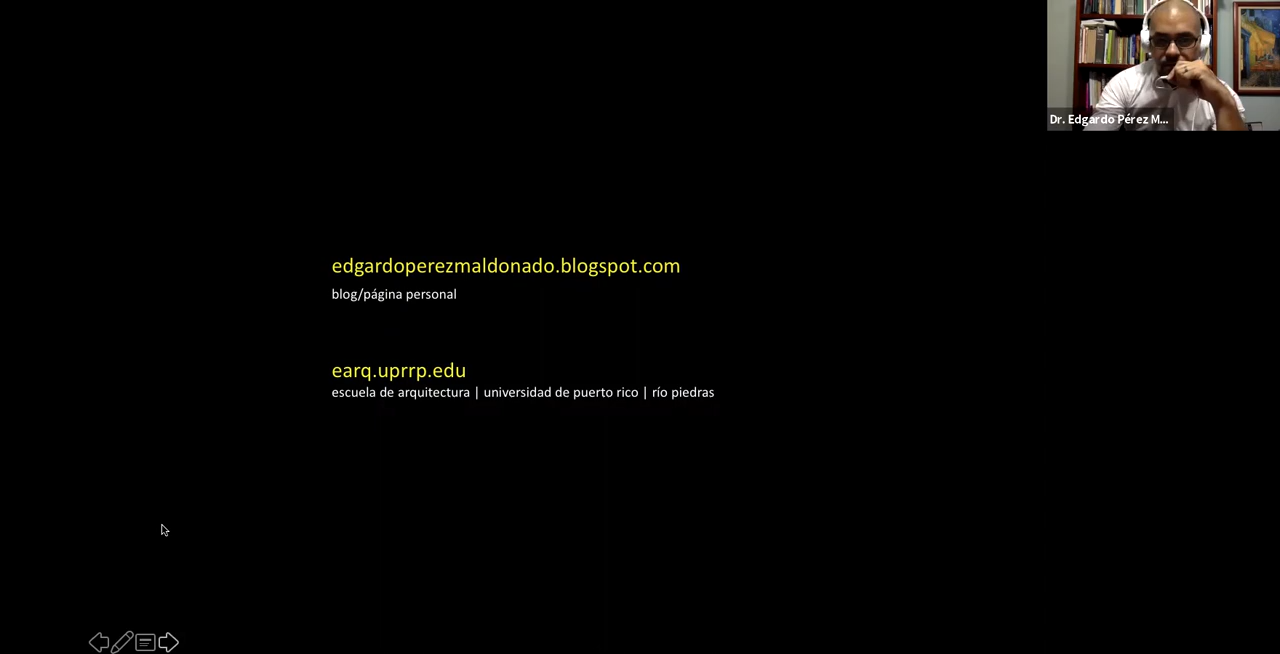 Dr. Edgardo Pérez M...
edgardoperezmaldonado.blogspot.com
blog/página personal
earq.uprrp.edu
escuela de arquitectura | universidad de puerto rico | río piedras